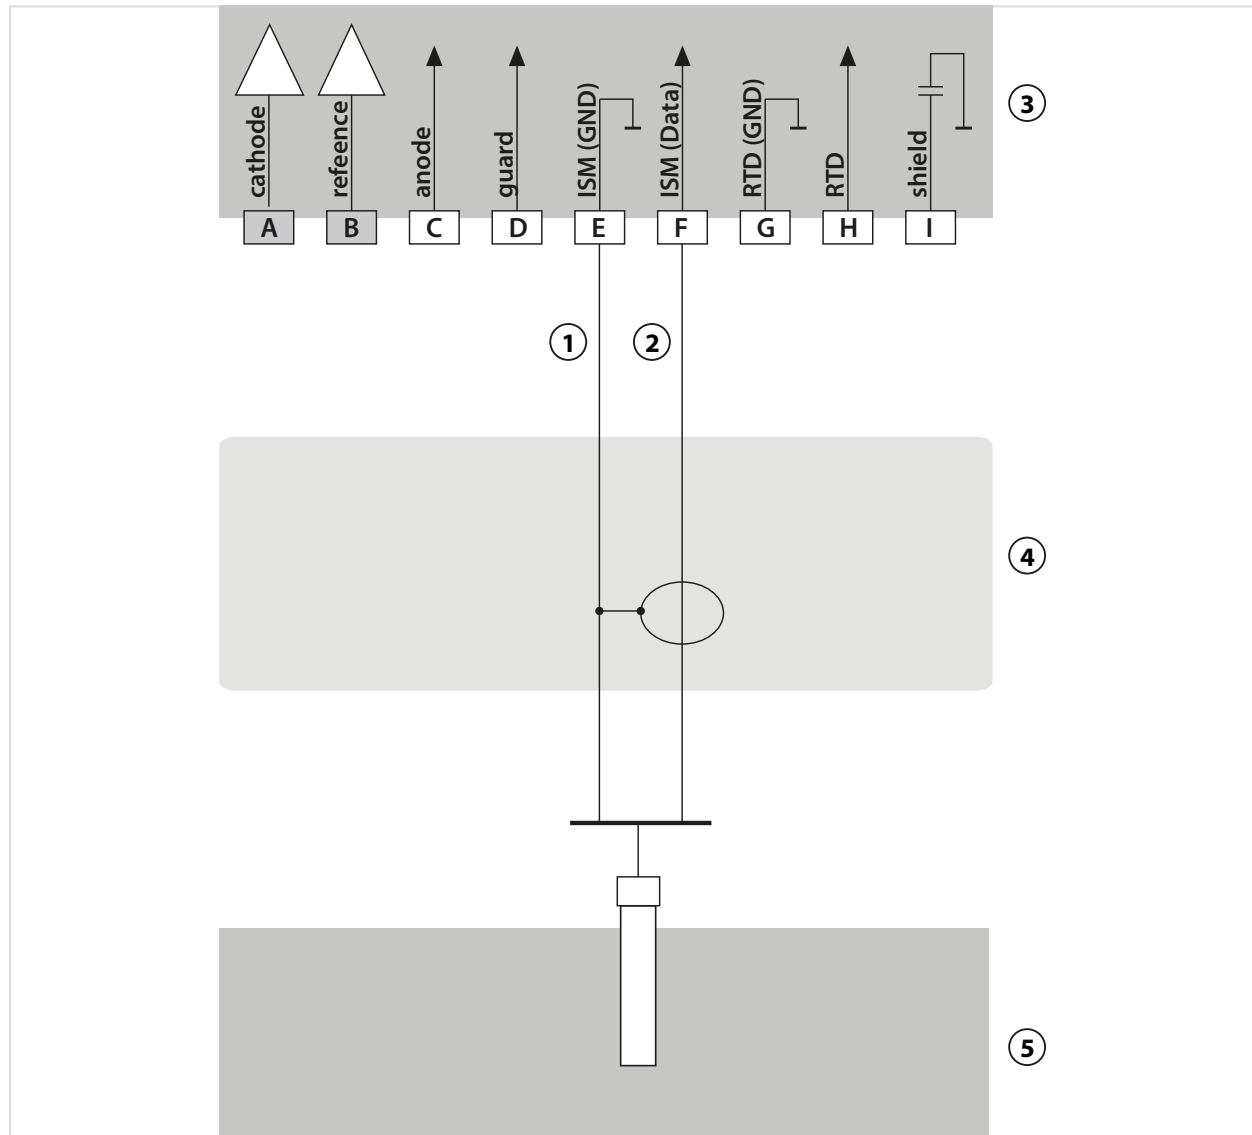 cathode
refeence
anode
guard
ISM (GND)
ISM (Data)
RTD (GND)
RTD
shield
3
A
B
C
D
E
F
G
H
I
1
2
4
5